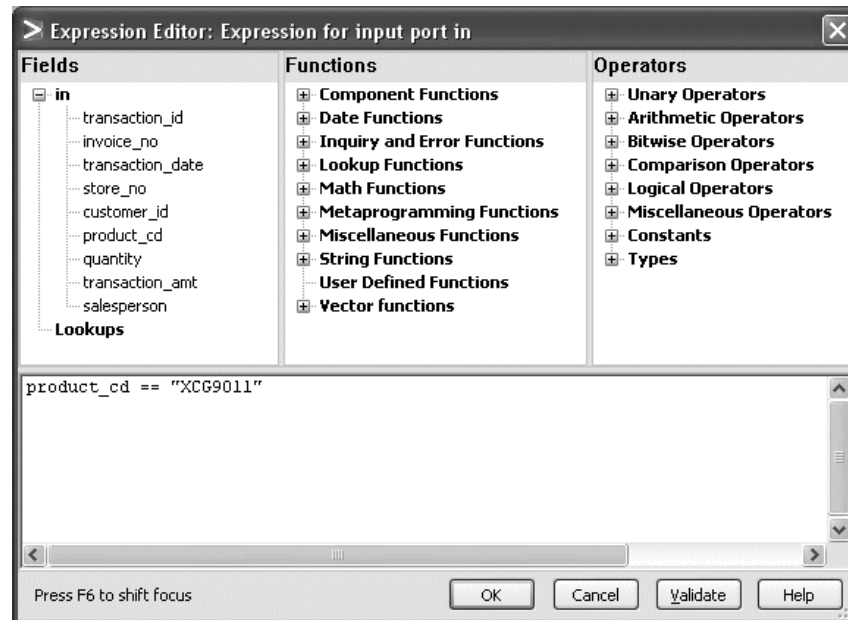 Expression Editor: Expression for input port in
Fields
in
transaction_id
invoice_no
transaction_date
store_no
customer_id
product_cd
quantity
transaction_amt
salesperson
Lookups
Functions
Component Functions
Date Functions
Inquiry and Error Functions
Lookup Functions
Math Functions
Metaprogramming Functions
Miscellaneous Functions
String Functions
User Defined Functions
Vector functions
Operators
Unary Operators
Arithmetic Operators
Bitwise Operators
Comparison Operators
Logical Operators
Miscellaneous Operators
Constants
Types
product_cd == "XCG9011"
Press F6 to shift focus
OK
Cancel
Validate
Help